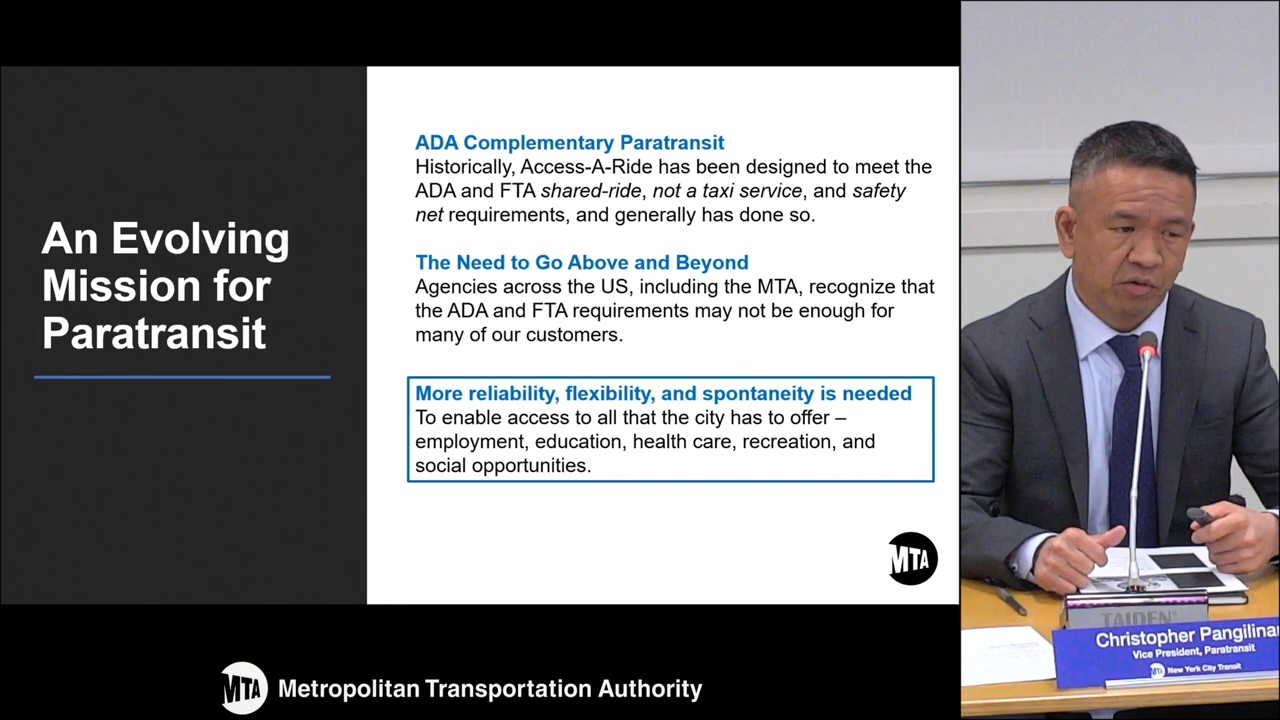 An Evolving
Mission for
Paratransit
ADA Complementary Paratransit
Historically, Access-A-Ride has been designed to meet the
ADA and FTA shared-ride, not a taxi service, and safety
net requirements, and generally has done so.
The Need to Go Above and Beyond
Agencies across the US, including the MTA, recognize that
the ADA and FTA requirements may not be enough for
many of our customers.
More reliability, flexibility, and spontaneity is needed
To enable access to all that the city has to offer –
employment, education, health care, recreation, and
social opportunities.
MTA
MTA Metropolitan Transportation Authority
TAIDEN
Christopher Pangilinan
Vice President, Paratransit
MTA New York City Transit